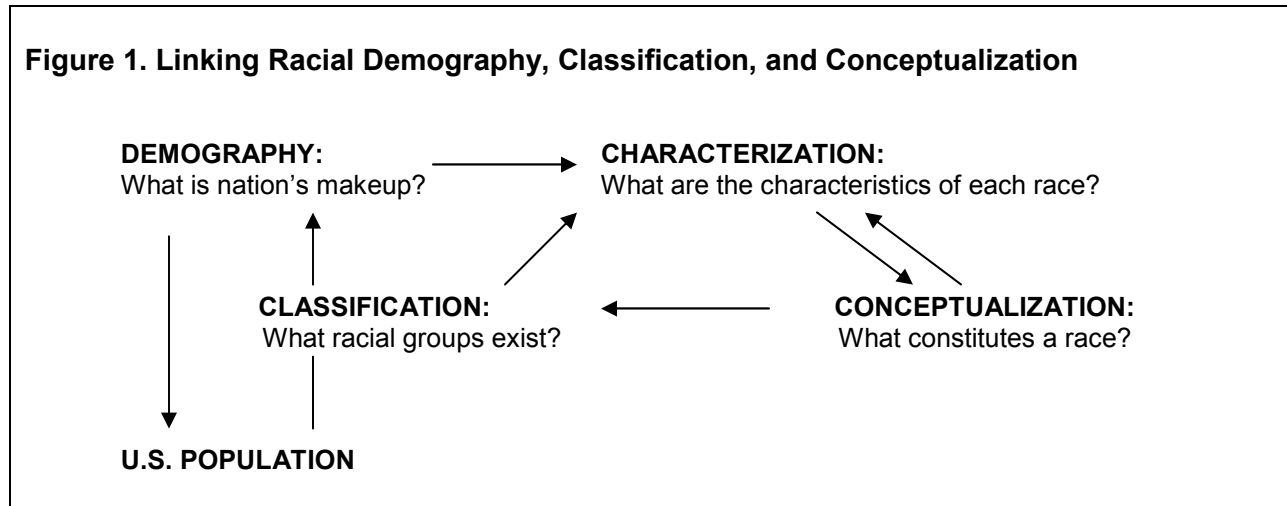 Figure 1. Linking Racial Demography, Classification, and Conceptualization
DEMOGRAPHY:
What is nation’s makeup?
CHARACTERIZATION:
What are the characteristics of each race?
CLASSIFICATION:
What racial groups exist?
CONCEPTUALIZATION:
What constitutes a race?
U.S. POPULATION